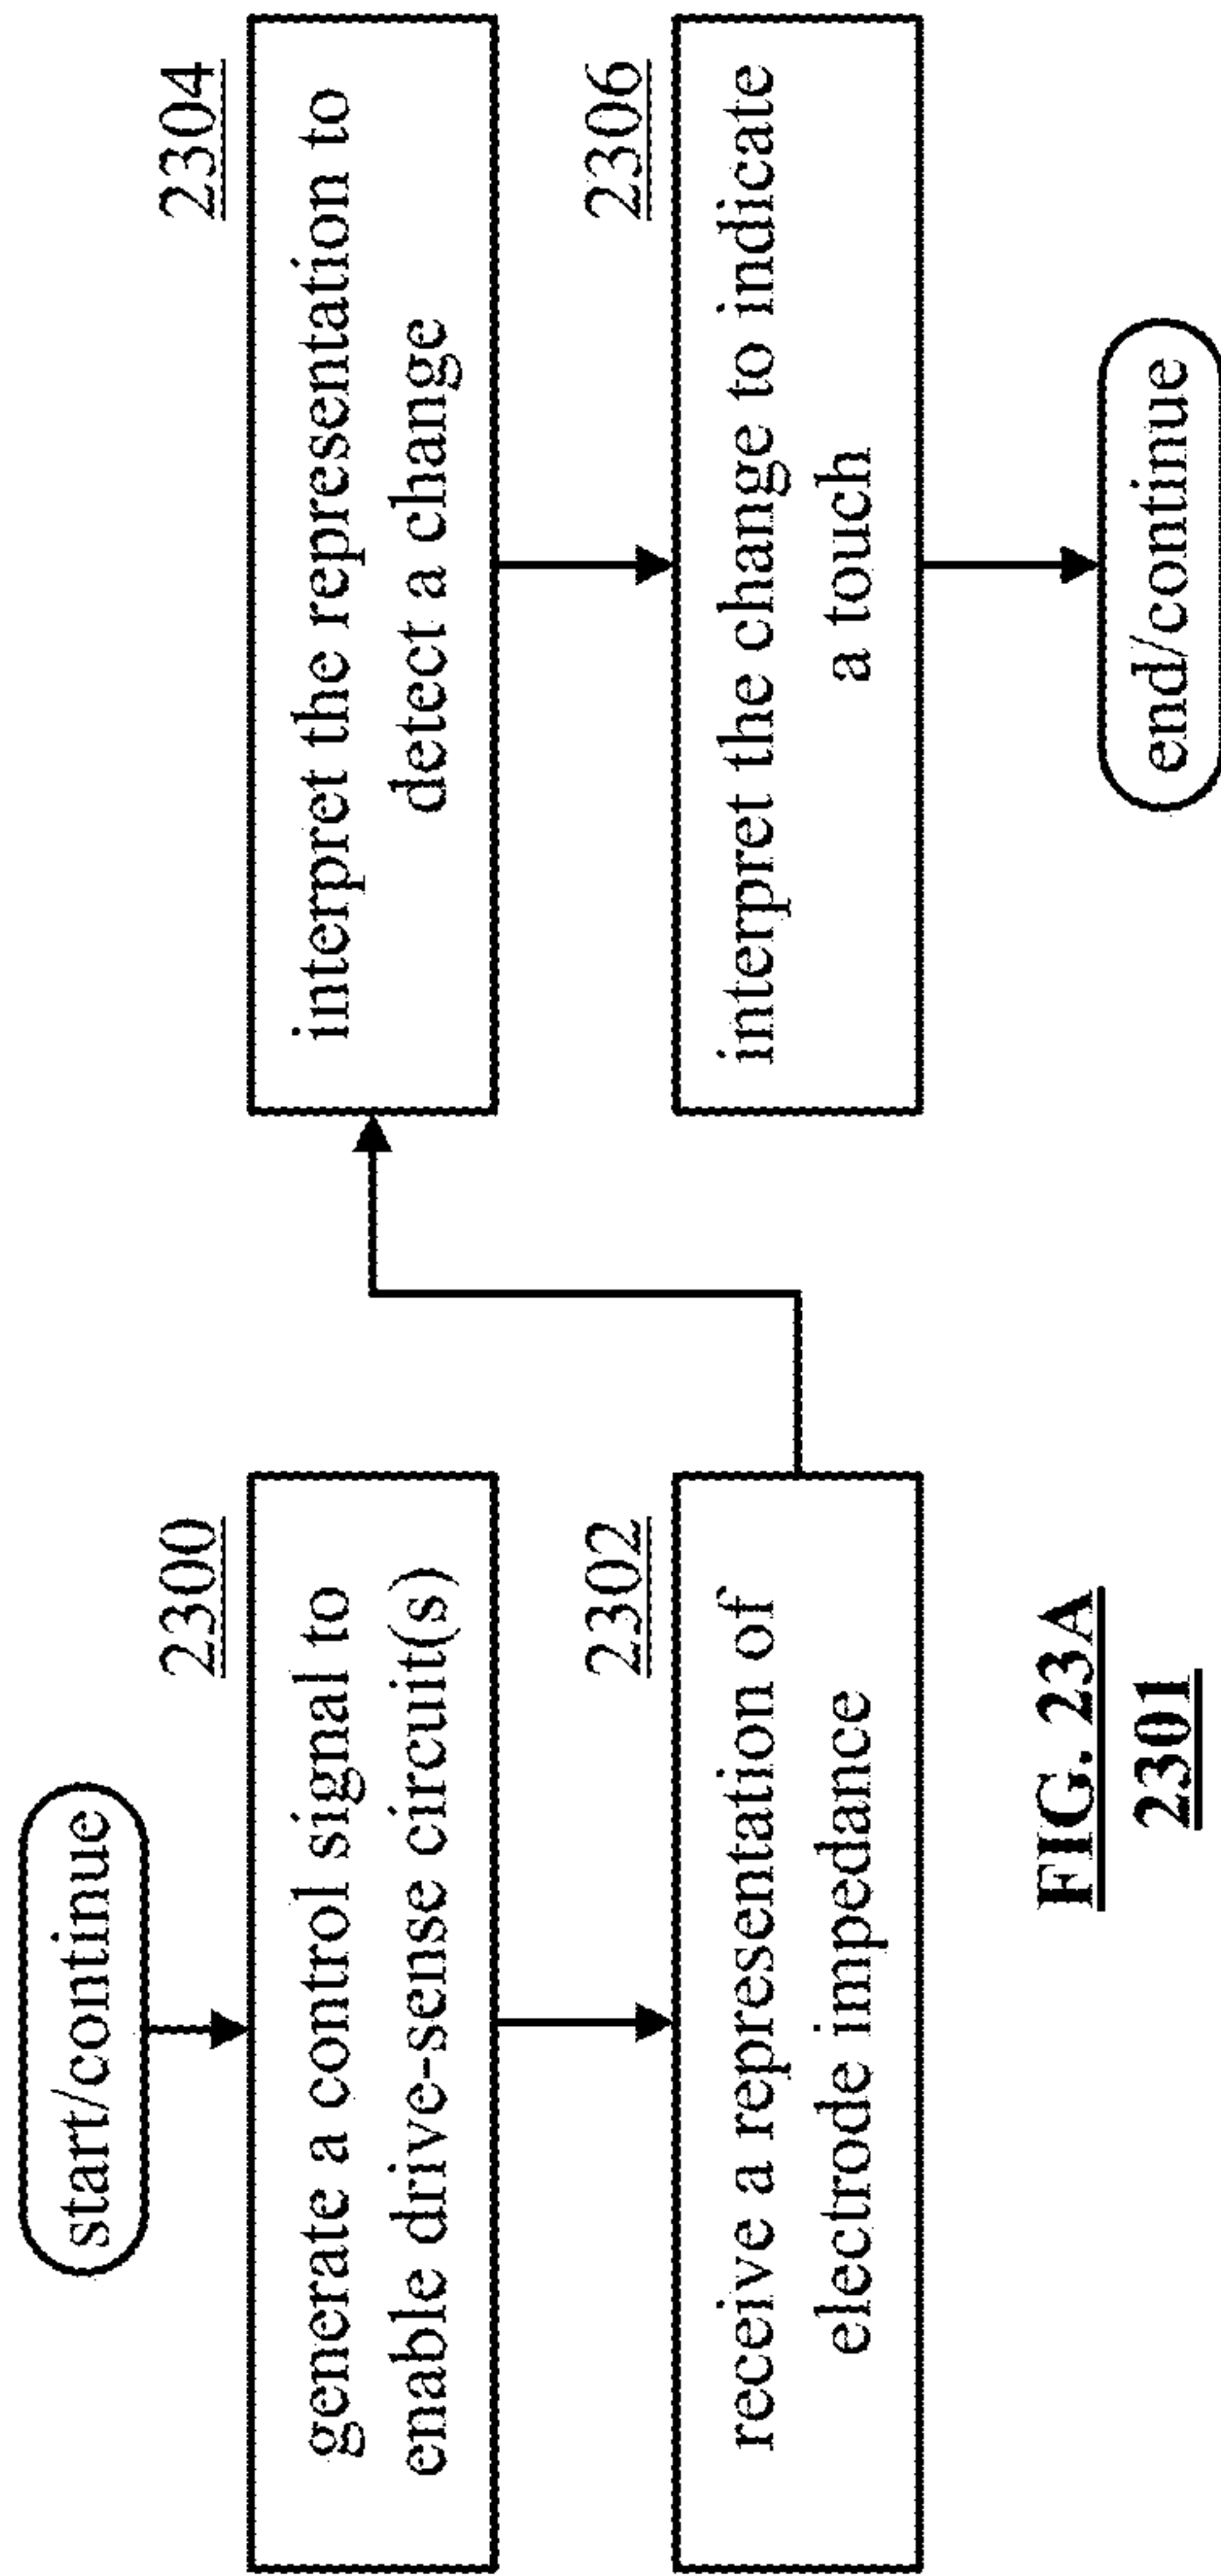 start/continue
2300
generate a control signal to
enable drive-sense circuit(s)
2302
receive a representation of
electrode impedance
2304
interpret the representation to
detect a change
2306
interpret the change to indicate
a touch
end/continue
FIG. 23A
2301